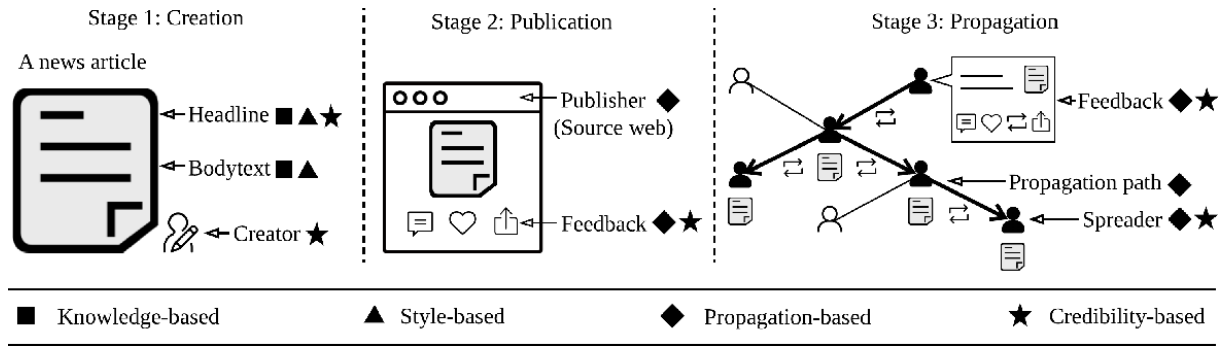 Stage 1: Creation
Stage 2: Publication
Stage 3: Propagation
A news article
Headline
Bodytext
Creator
Publisher
(Source web)
Feedback
Feedback
Propagation path
Spreader
Knowledge-based
Style-based
Propagation-based
Credibility-based